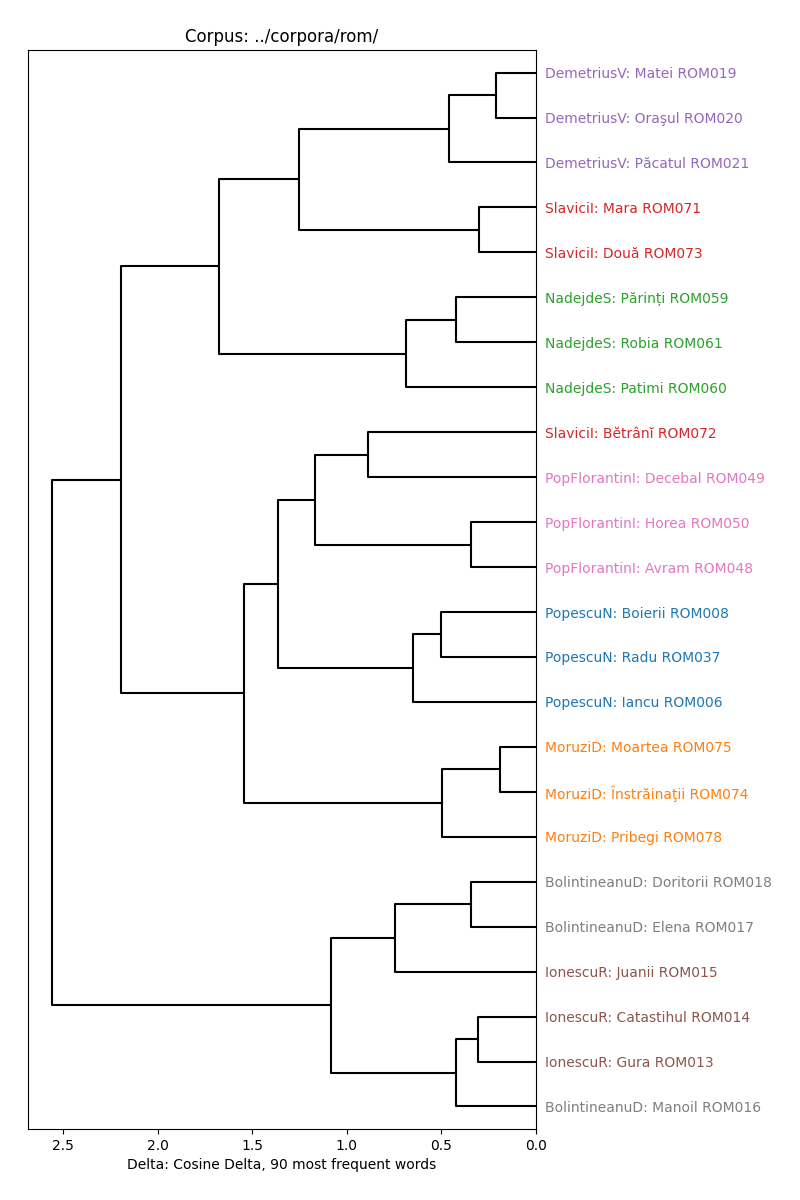 Corpus: ../corpora/rom/
DemetriusV: Matei ROM019
DemetriusV: Oraşul ROM020
DemetriusV: Păcatul ROM021
SlaviciI: Mara ROM071
SlaviciI: Două ROM073
NadejdeS: Părinți ROM059
NadejdeS: Robia ROM061
NadejdeS: Patimi ROM060
SlaviciI: Bĕtrânĭ ROM072
PopFlorantinI: Decebal ROM049
PopFlorantinI: Horea ROM050
PopFlorantinI: Avram ROM048
PopescuN: Boierii ROM008
PopescuN: Radu ROM037
PopescuN: Iancu ROM006
MoruziD: Moartea ROM075
MoruziD: Înstrăinaţii ROM074
MoruziD: Pribegi ROM078
BolintineanuD: Doritorii ROM018
BolintineanuD: Elena ROM017
IonescuR: Juanii ROM015
IonescuR: Catastihul ROM014
IonescuR: Gura ROM013
BolintineanuD: Manoil ROM016
2.5 2.0 1.5 1.0 0.5 0.0
Delta: Cosine Delta, 90 most frequent words